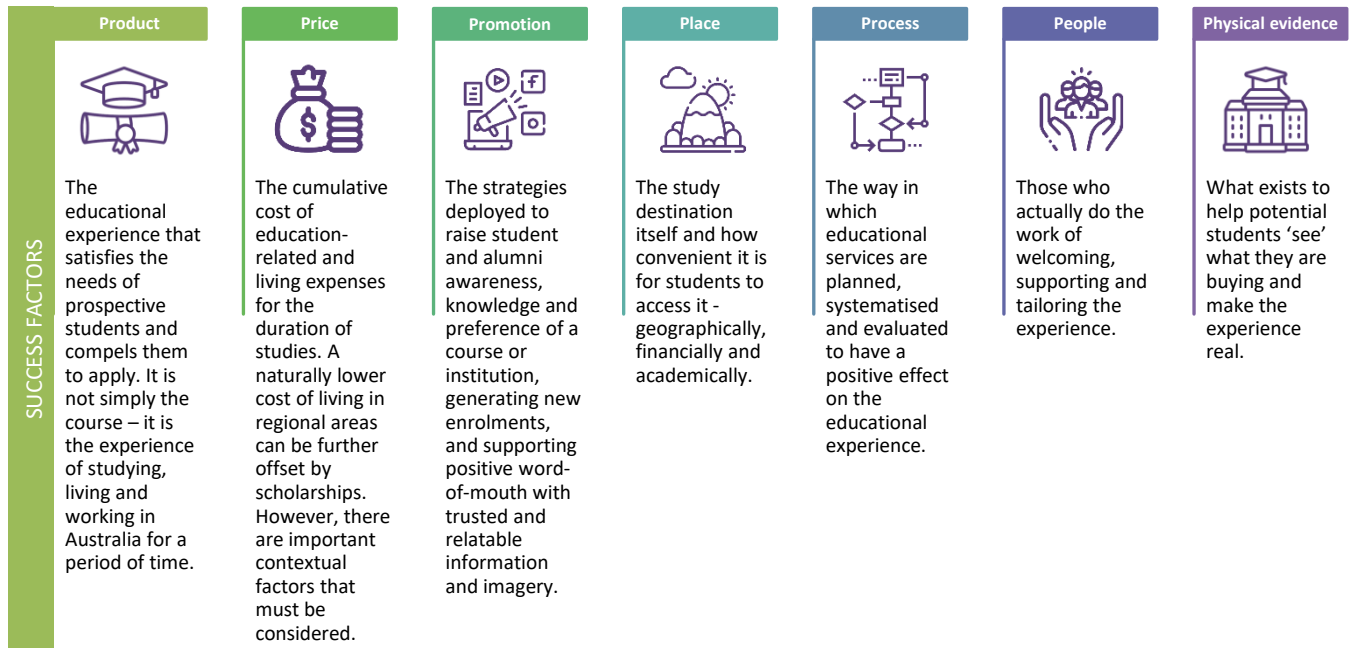 SUCCESS FACTORS
Product
The
educational
experience that
satisfies the
needs of
prospective
students and
compels them
to apply. It is
not simply the
course – it is
the experience
of studying,
living and
working in
Australia for a
period of time.
Price
$
The cumulative
cost of
education-
related and
living expenses
for the
duration of
studies. A
naturally lower
cost of living in
regional areas
can be further
offset by
scholarships.
However, there
are important
contextual
factors that
must be
considered.
Promotion
f
The strategies
deployed to
raise student
and alumni
awareness,
knowledge and
preference of a
course or
institution,
generating new
enrolments,
and supporting
positive word-
of-mouth with
trusted and
relatable
information
and imagery.
Place
The study
destination
itself and how
convenient it is
for students to
access it -
geographically,
financially and
academically.
Process
The way in
which
educational
services are
planned,
systematised
and evaluated
to have a
positive effect
on the
educational
experience.
People
Those who
actually do the
work of
welcoming,
supporting and
tailoring the
experience.
Physical evidence
What exists to
help potential
students ‘see’
what they are
buying and
make the
experience
real.